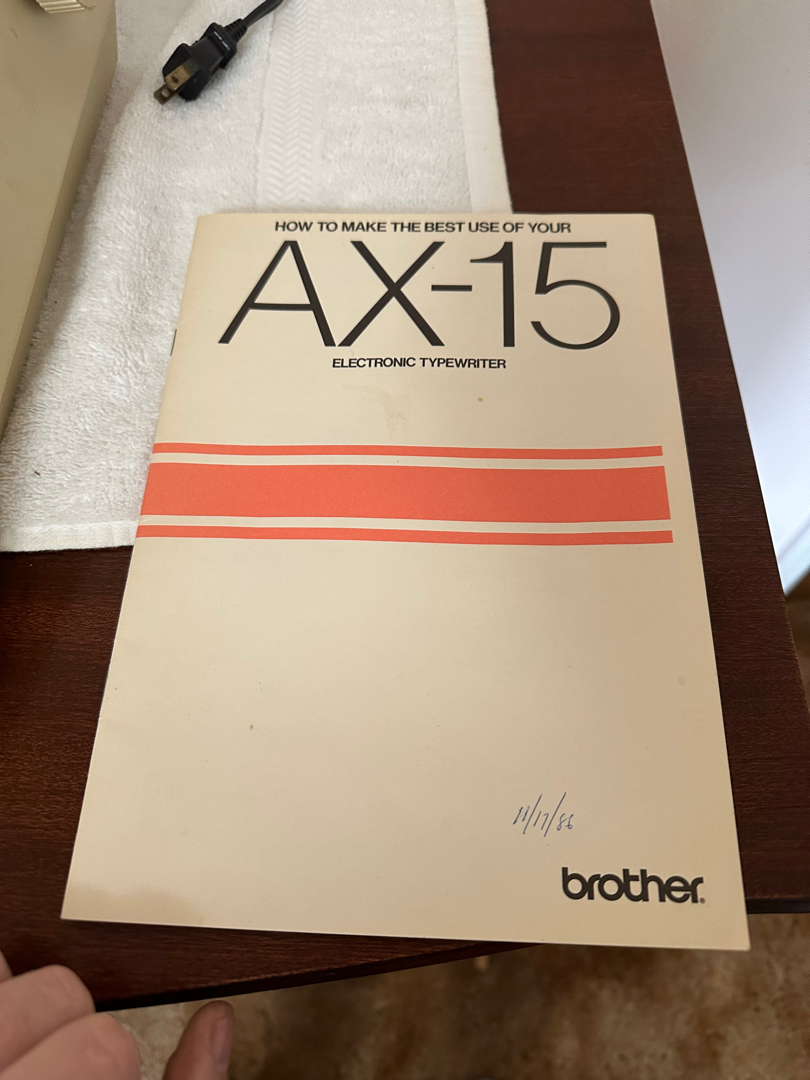 HOW TO MAKE THE BEST USE OF YOUR
AX-15
ELECTRONIC TYPEWRITER
11/17/86
brother®